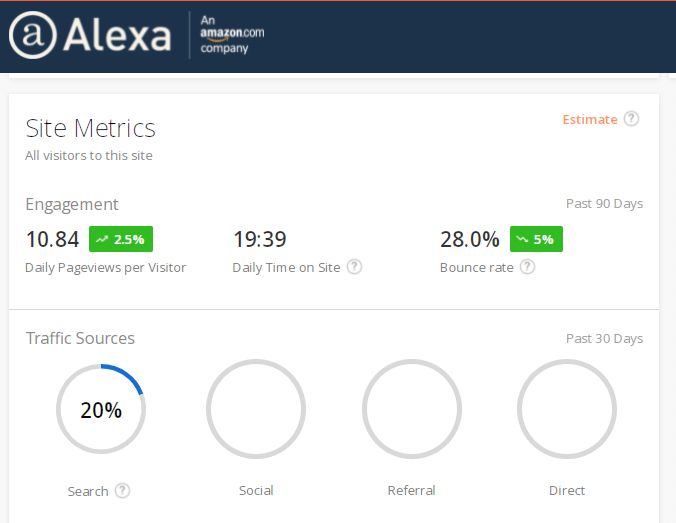 a Alexa
An
amazon.com
company
Site Metrics
Estimate ?
All visitors to this site
Engagement
Past 90 Days
10.84 2.5%
19:39
28.0% 5%
Daily Pageviews per Visitor
Daily Time on Site ?
Bounce rate ?
Traffic Sources
Past 30 Days
20%
Search ?
Social
Referral
Direct